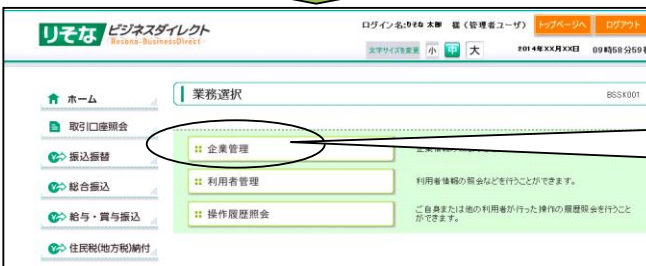 りそな ビジネスダイレクト
Resona-BusinessDirect-
ログイン名:りそな 太郎 様 (管理者ユーザ) トップページへ ログアウト
文字サイズを変更 小 中 大 2014年XX月XX日 09時58分59秒
ホーム
取引口座照会
振込振替
総合振込
給与・賞与振込
住民税(地方税)納付
業務選択 BSSK001
企業管理
利用者管理 利用者情報の照会などを行うことができます。
操作履歴照会 ご自身または他の利用者が行った操作の履歴照会を行うこと
ができます。